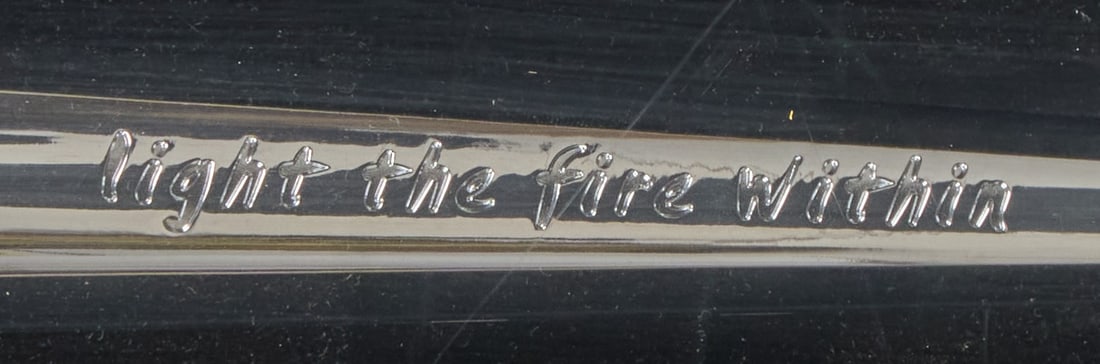 light the fire within